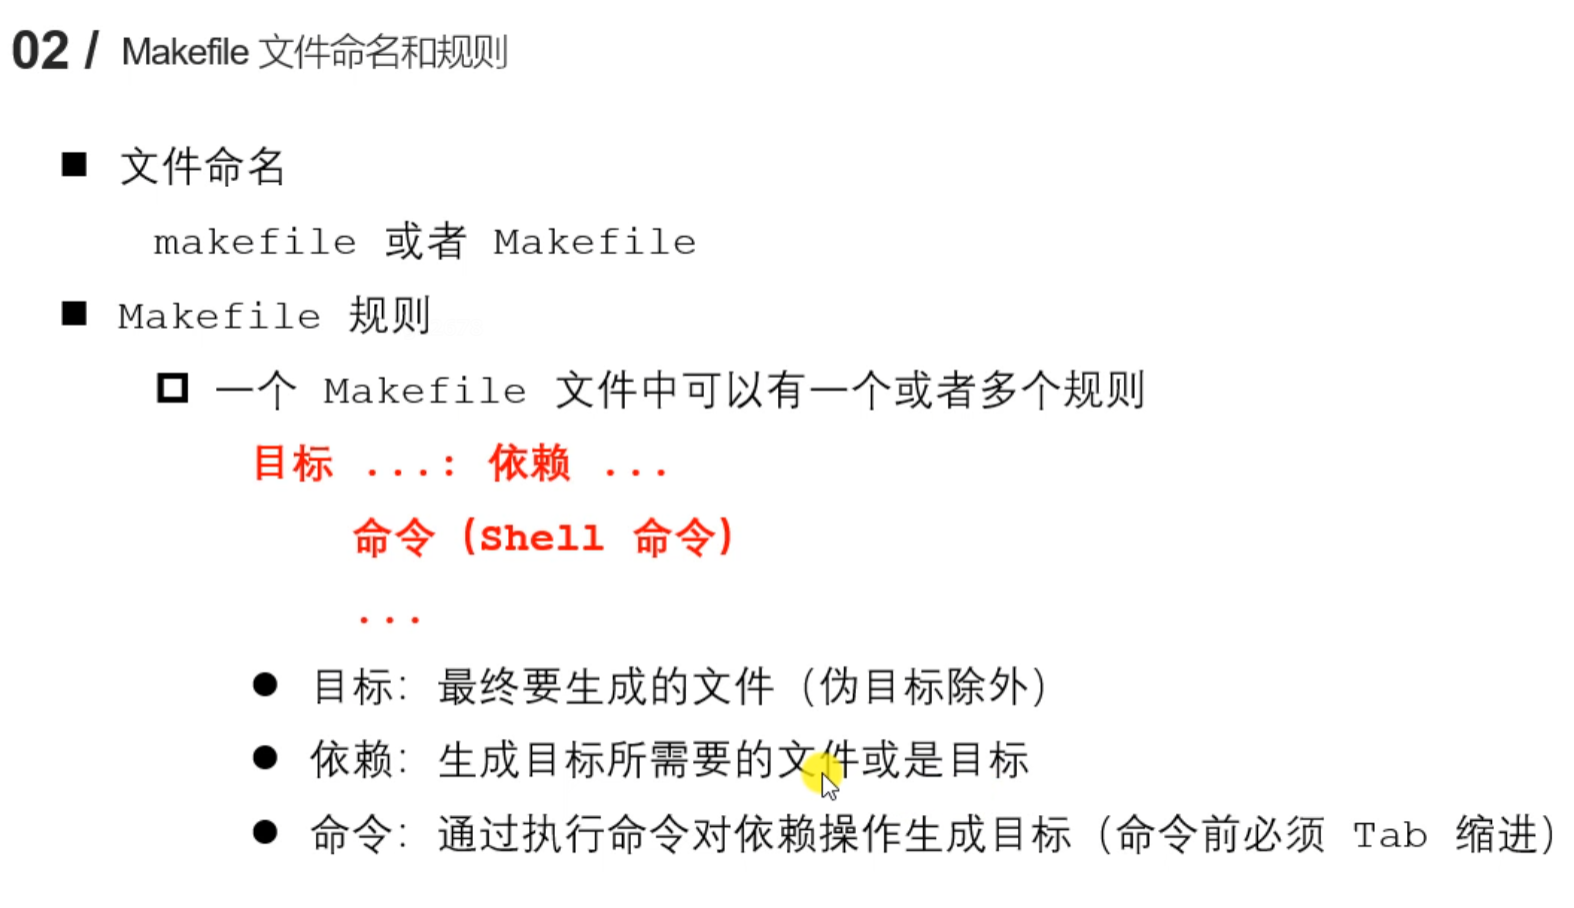 02 / Makefile 文件命名和规则
文件命名
makefile 或者 Makefile
Makefile 规则
一个 Makefile 文件中可以有一个或者多个规则
目标 ...: 依赖 ...
命令（Shell 命令）
...
目标：最终要生成的文件（伪目标除外）
依赖：生成目标所需要的文件或是目标
命令：通过执行命令对依赖操作生成目标（命令前必须 Tab 缩进）